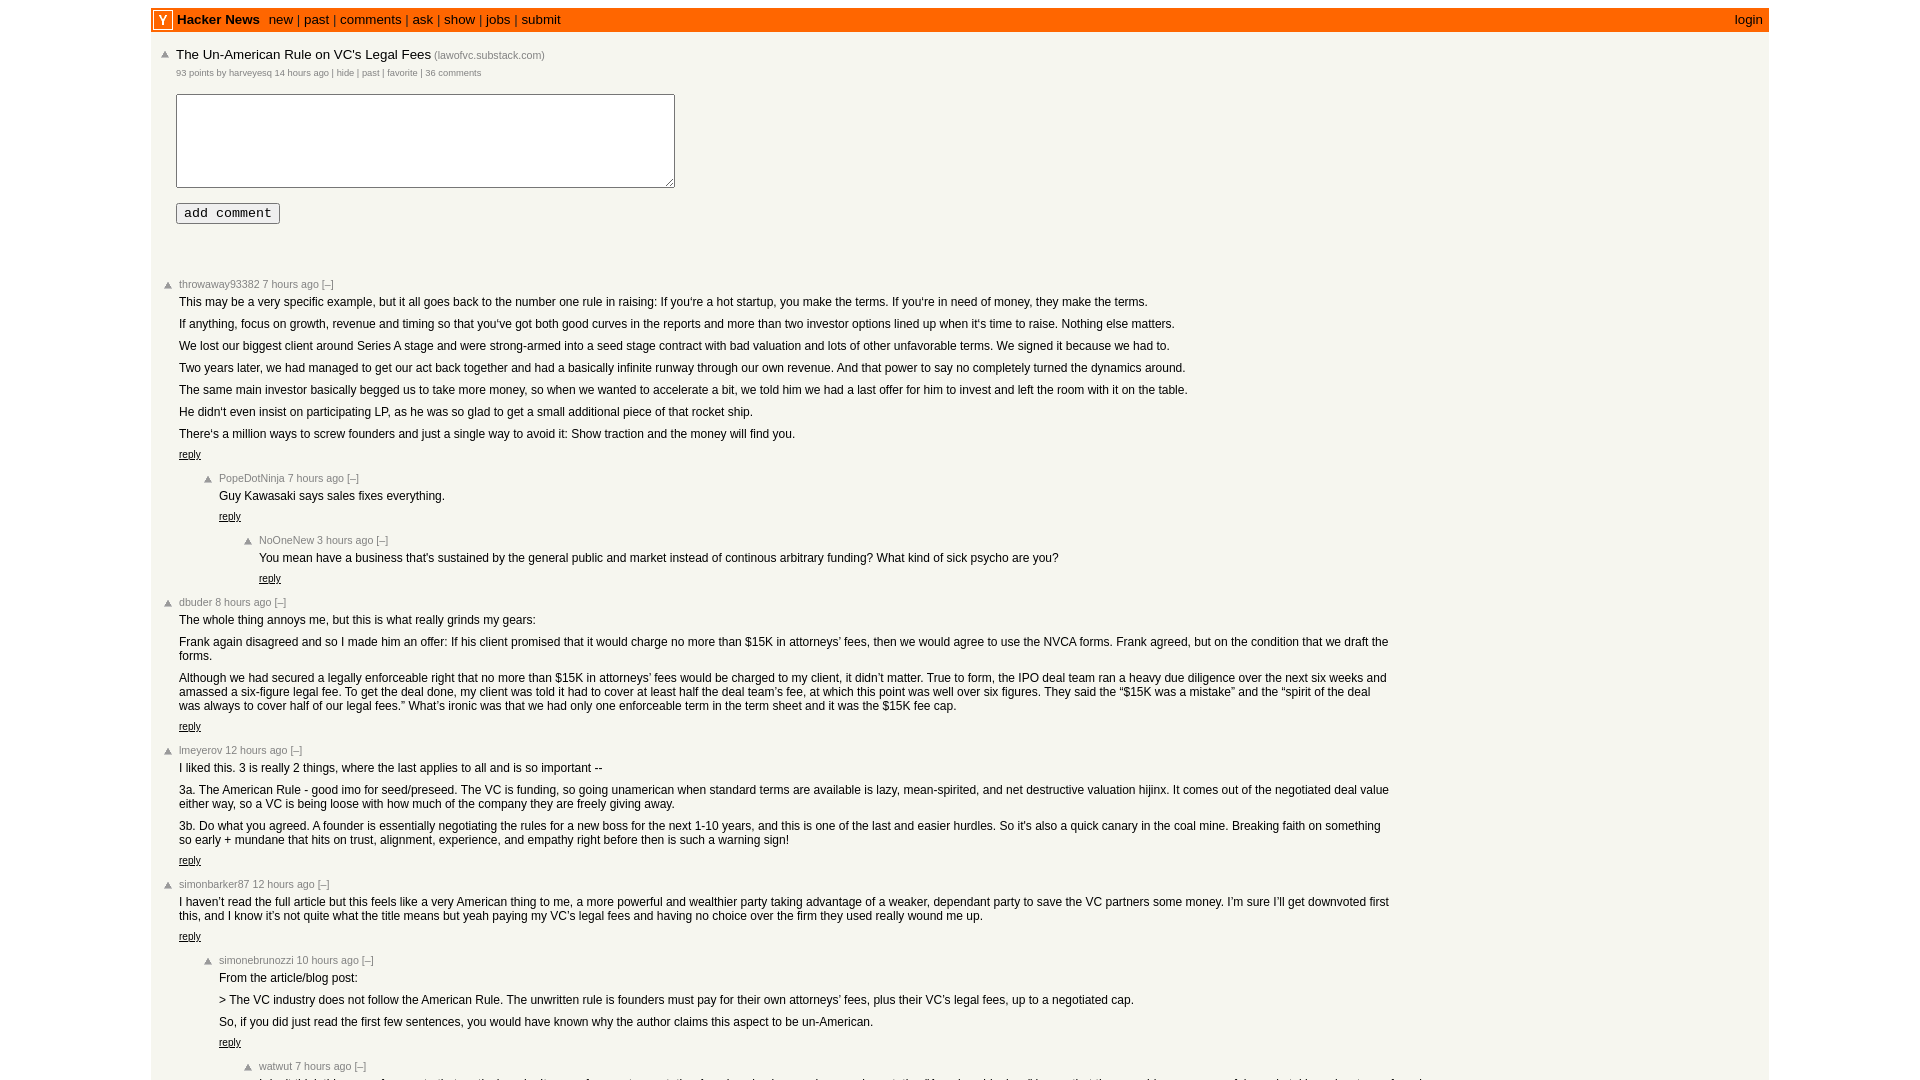 Y Hacker News new | past | comments | ask | show | jobs | submit login
The Un-American Rule on VC's Legal Fees (lawofvc.substack.com)
93 points by harveyesq 14 hours ago | hide | past | favorite | 36 comments
add comment
throwaway93382 7 hours ago [–]
This may be a very specific example, but it all goes back to the number one rule in raising: If you‘re a hot startup, you make the terms. If you‘re in need of money, they make the terms.
If anything, focus on growth, revenue and timing so that you‘ve got both good curves in the reports and more than two investor options lined up when it‘s time to raise. Nothing else matters.
We lost our biggest client around Series A stage and were strong-armed into a seed stage contract with bad valuation and lots of other unfavorable terms. We signed it because we had to.
Two years later, we had managed to get our act back together and had a basically infinite runway through our own revenue. And that power to say no completely turned the dynamics around.
The same main investor basically begged us to take more money, so when we wanted to accelerate a bit, we told him we had a last offer for him to invest and left the room with it on the table.
He didn‘t even insist on participating LP, as he was so glad to get a small additional piece of that rocket ship.
There‘s a million ways to screw founders and just a single way to avoid it: Show traction and the money will find you.
reply
PopeDotNinja 7 hours ago [–]
Guy Kawasaki says sales fixes everything.
reply
NoOneNew 3 hours ago [–]
You mean have a business that's sustained by the general public and market instead of continous arbitrary funding? What kind of sick psycho are you?
reply
dbuder 8 hours ago [–]
The whole thing annoys me, but this is what really grinds my gears:
Frank again disagreed and so I made him an offer: If his client promised that it would charge no more than $15K in attorneys’ fees, then we would agree to use the NVCA forms. Frank agreed, but on the condition that we draft the
forms.
Although we had secured a legally enforceable right that no more than $15K in attorneys’ fees would be charged to my client, it didn’t matter. True to form, the IPO deal team ran a heavy due diligence over the next six weeks and
amassed a six-figure legal fee. To get the deal done, my client was told it had to cover at least half the deal team’s fee, at which this point was well over six figures. They said the “$15K was a mistake” and the “spirit of the deal
was always to cover half of our legal fees.” What’s ironic was that we had only one enforceable term in the term sheet and it was the $15K fee cap.
reply
lmeyerov 12 hours ago [–]
I liked this. 3 is really 2 things, where the last applies to all and is so important --
3a. The American Rule - good imo for seed/preseed. The VC is funding, so going unamerican when standard terms are available is lazy, mean-spirited, and net destructive valuation hijinx. It comes out of the negotiated deal value
either way, so a VC is being loose with how much of the company they are freely giving away.
3b. Do what you agreed. A founder is essentially negotiating the rules for a new boss for the next 1-10 years, and this is one of the last and easier hurdles. So it's also a quick canary in the coal mine. Breaking faith on something
so early + mundane that hits on trust, alignment, experience, and empathy right before then is such a warning sign!
reply
simonbarker87 12 hours ago [–]
I haven’t read the full article but this feels like a very American thing to me, a more powerful and wealthier party taking advantage of a weaker, dependant party to save the VC partners some money. I’m sure I’ll get downvoted first
this, and I know it’s not quite what the title means but yeah paying my VC’s legal fees and having no choice over the firm they used really wound me up.
reply
simonebrunozzi 10 hours ago [–]
From the article/blog post:
> The VC industry does not follow the American Rule. The unwritten rule is founders must pay for their own attorneys’ fees, plus their VC’s legal fees, up to a negotiated cap.
So, if you did just read the first few sentences, you would have known why the author claims this aspect to be un-American.
reply
watwut 7 hours ago [–]